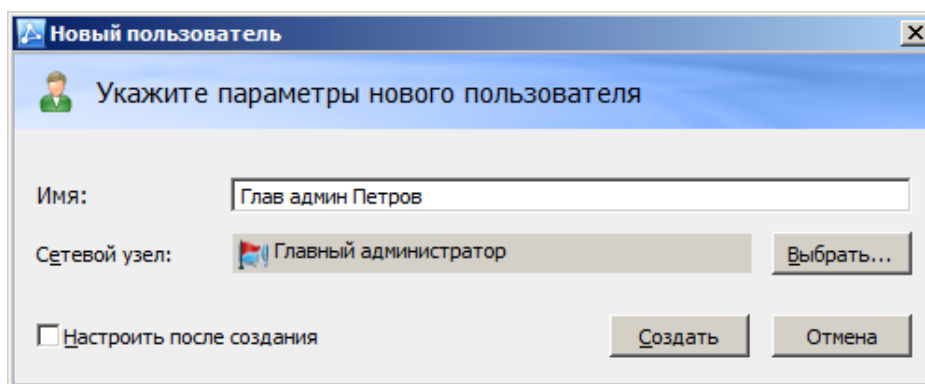 Новый пользователь
Укажите параметры нового пользователя
Имя: Глав админ Петров
Сетевой узел: Главный администратор Выбрать...
Настроить после создания Создать Отмена